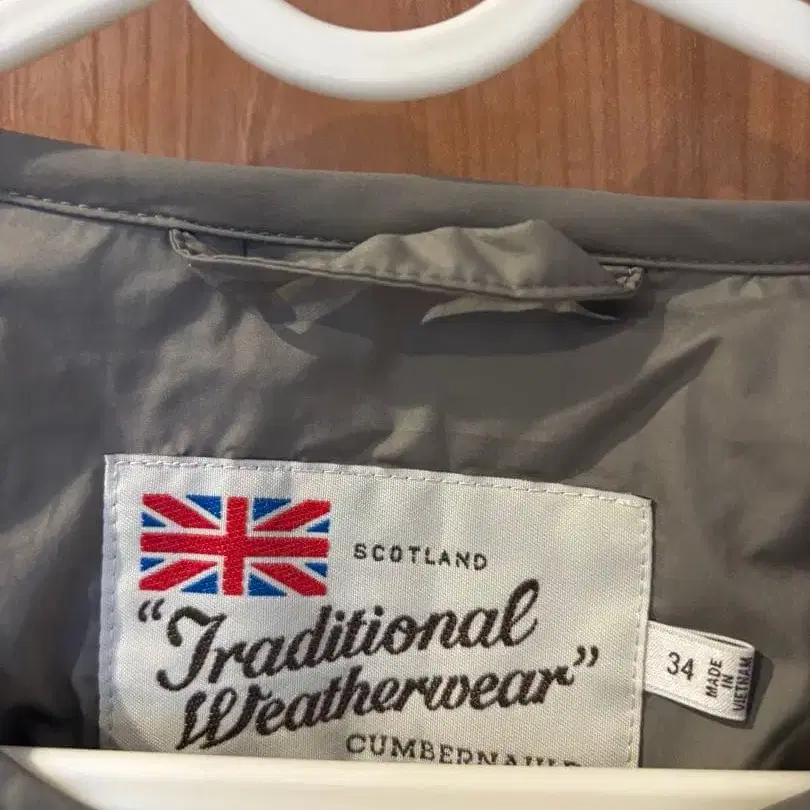 SCOTLAND
"Traditional
Weatherwear"
34
MADE
IN
VIETNAM